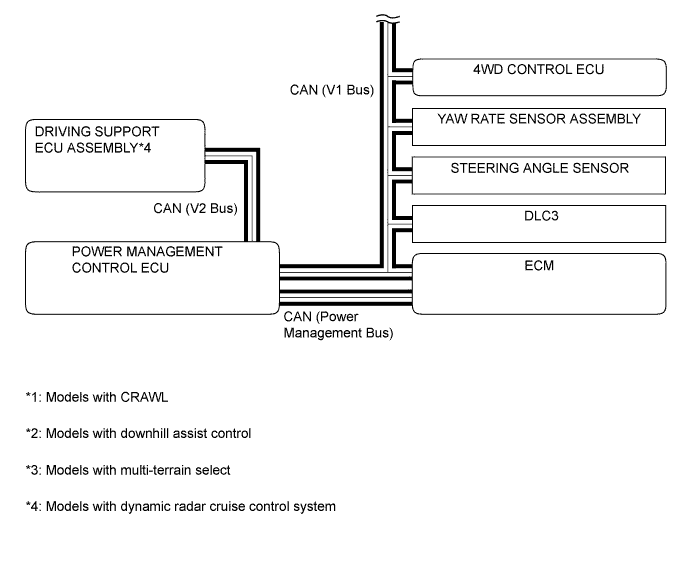 4WD CONTROL ECU
CAN (V1 Bus)
YAW RATE SENSOR ASSEMBLY
DRIVING SUPPORT
ECU ASSEMBLY*4
STEERING ANGLE SENSOR
CAN (V2 Bus)
DLC3
POWER MANAGEMENT
CONTROL ECU
ECM
CAN (Power
Management Bus)
*1: Models with CRAWL
*2: Models with downhill assist control
*3: Models with multi-terrain select
*4: Models with dynamic radar cruise control system